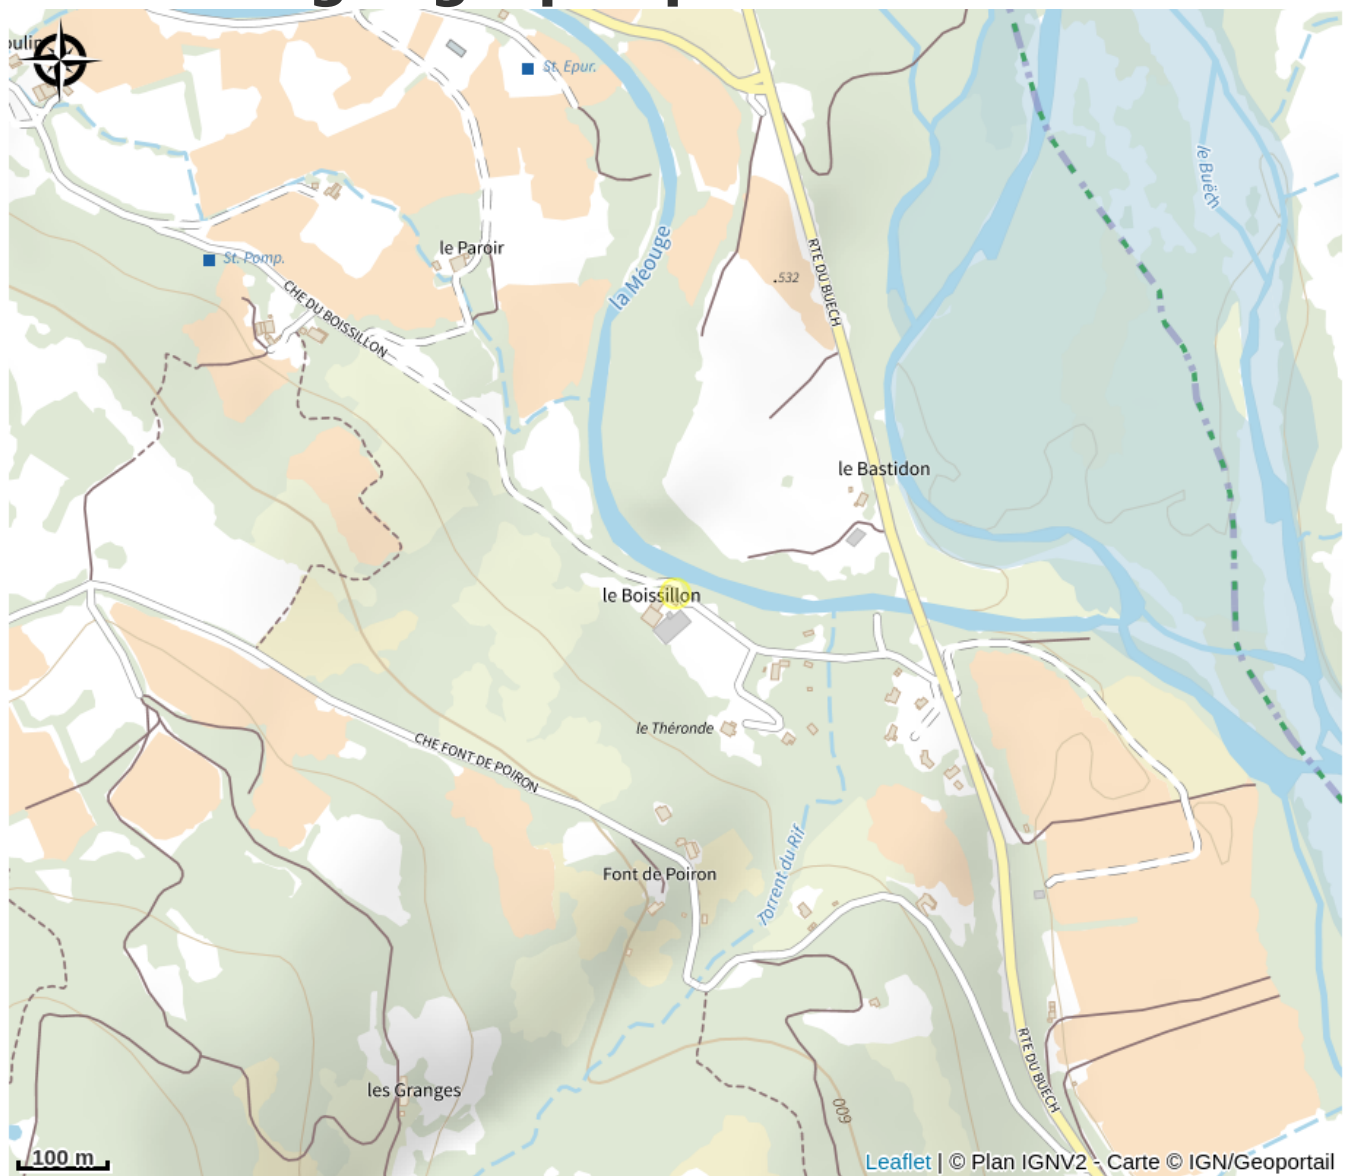 St. Epur.
le Buëch
le Paroir
la Méouge
St. Pomp.
RTE DU BUECH
.532
CHE DU BOISSILLON
le Bastidon
le Boissillon
le Théronde
CHE FONT DE POIRON
Torrent du Rif
Font de Poiron
RTE DU BUECH
les Granges
600
100 m
Leaflet | © Plan IGNV2 - Carte © IGN/Geoportail